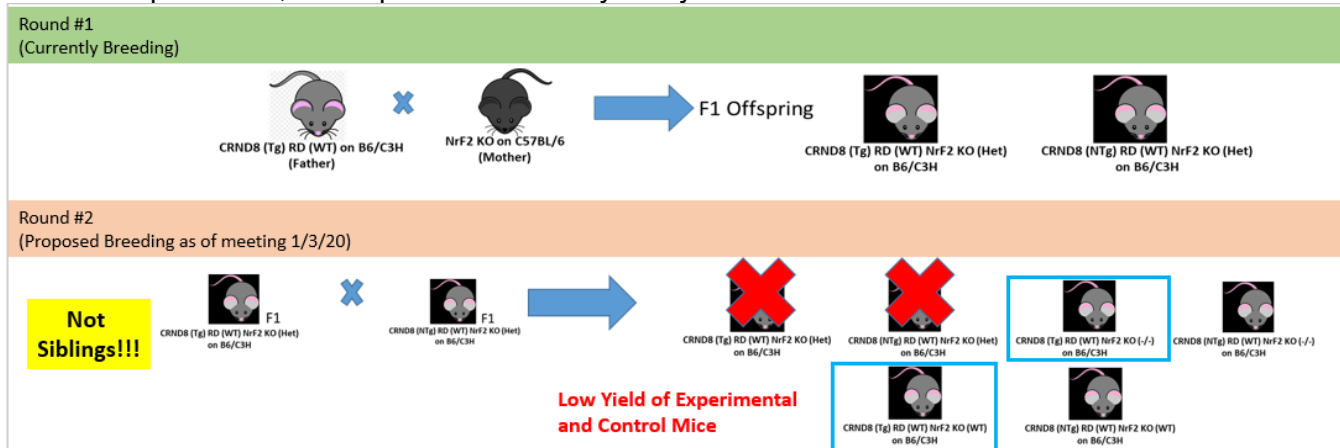 Round #1
(Currently Breeding)
CRND8 (Tg) RD (WT) on B6/C3H
(Father)
NrF2 KO on C57BL/6
(Mother)
F1 Offspring
CRND8 (Tg) RD (WT) NrF2 KO (Het)
on B6/C3H
CRND8 (NTg) RD (WT) NrF2 KO (Het)
on B6/C3H
Round #2
(Proposed Breeding as of meeting 1/3/20)
Not
Siblings!!!
F1
CRND8 (Tg) RD (WT) NrF2 KO (Het)
on B6/C3H
F1
CRND8 (NTg) RD (WT) NrF2 KO (Het)
on B6/C3H
CRND8 (Tg) RD (WT) NrF2 KO (Het)
on B6/C3H
CRND8 (NTg) RD (WT) NrF2 KO (Het)
on B6/C3H
CRND8 (Tg) RD (WT) NrF2 KO (-/-)
on B6/C3H
CRND8 (NTg) RD (WT) NrF2 KO (-/-)
on B6/C3H
Low Yield of Experimental
and Control Mice
CRND8 (Tg) RD (WT) NrF2 KO (WT)
on B6/C3H
CRND8 (NTg) RD (WT) NrF2 KO (WT)
on B6/C3H